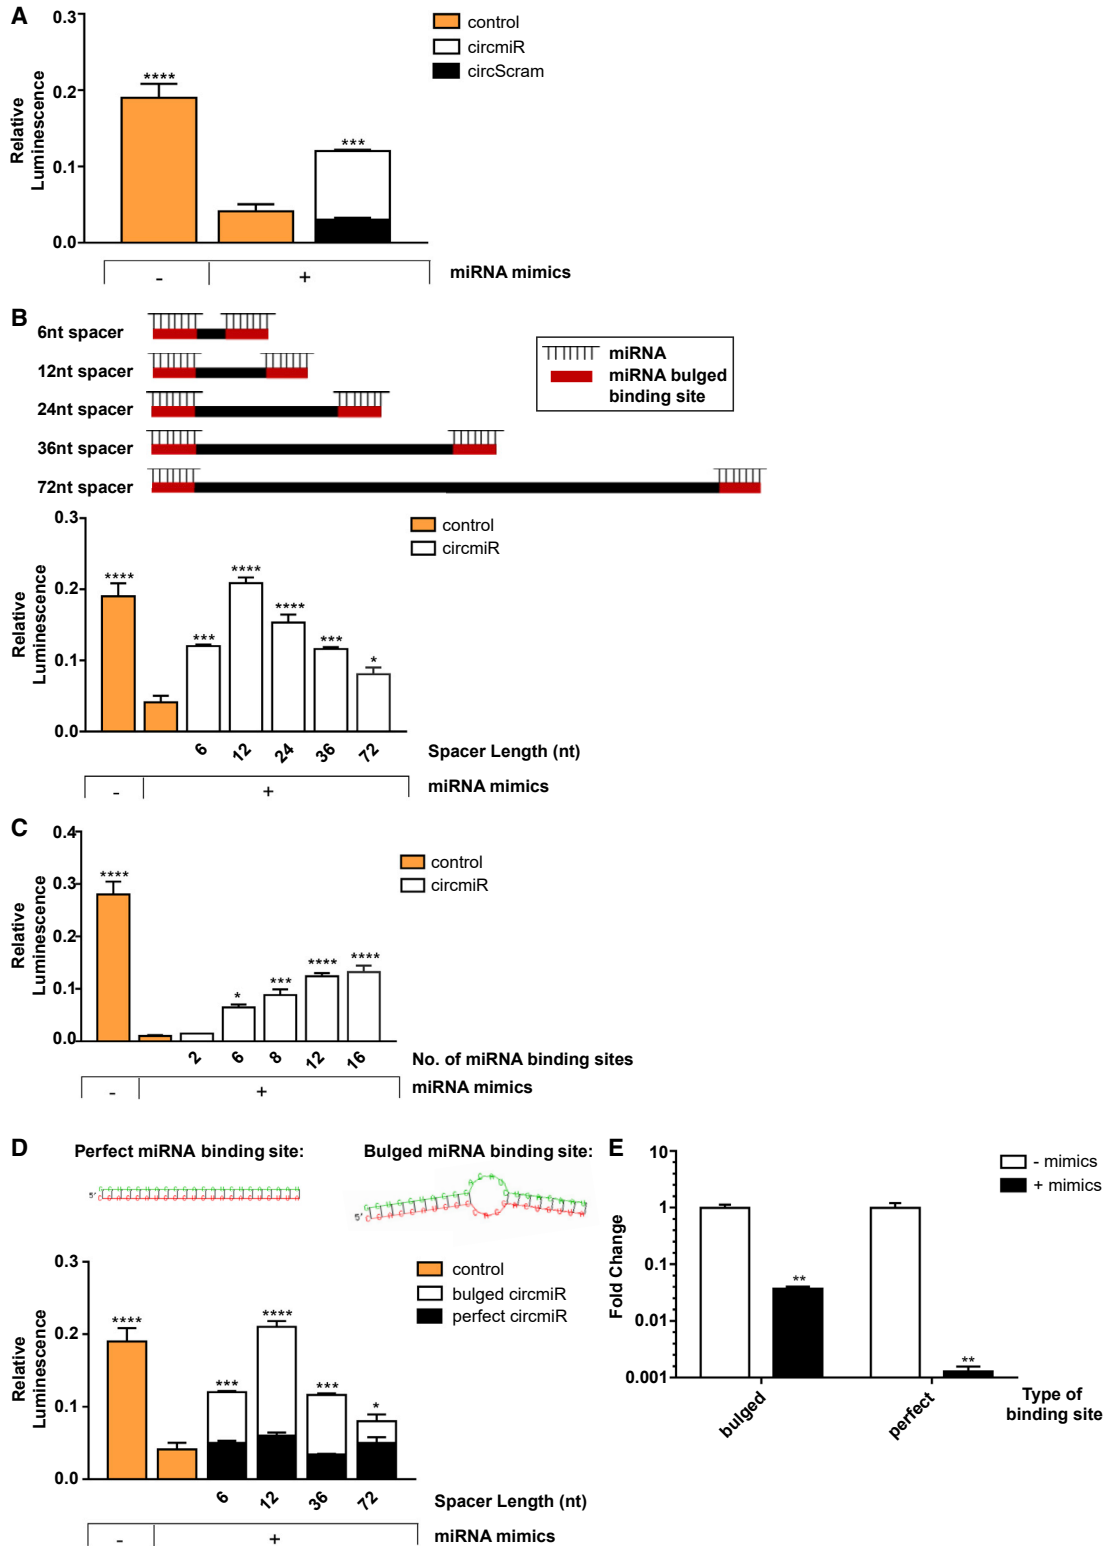 A
0.3
0.2
0.1
0.0
Relative
Luminescence
control
circmiR
circScram
****
***
-
+
miRNA mimics
B
6nt spacer
12nt spacer
24nt spacer
36nt spacer
72nt spacer
miRNA
miRNA bulged
binding site
0.3
0.2
0.1
0.0
Relative
Luminescence
control
circmiR
****
***
****
****
***
*
6
12
24
36
72
Spacer Length (nt)
-
+
miRNA mimics
C
0.4
0.3
0.2
0.1
0.0
Relative
Luminescence
control
circmiR
****
*
***
****
****
2
6
8
12
16
No. of miRNA binding sites
-
+
miRNA mimics
D
Perfect miRNA binding site:
Bulged miRNA binding site:
5'
5'
0.3
0.2
0.1
0.0
Relative
Luminescence
control
bulged circmiR
perfect circmiR
****
***
****
***
*
6
12
36
72
Spacer Length (nt)
-
+
miRNA mimics
E
10
1
0.1
0.01
0.001
Fold Change
- mimics
+ mimics
**
**
bulged
perfect
Type of
binding site